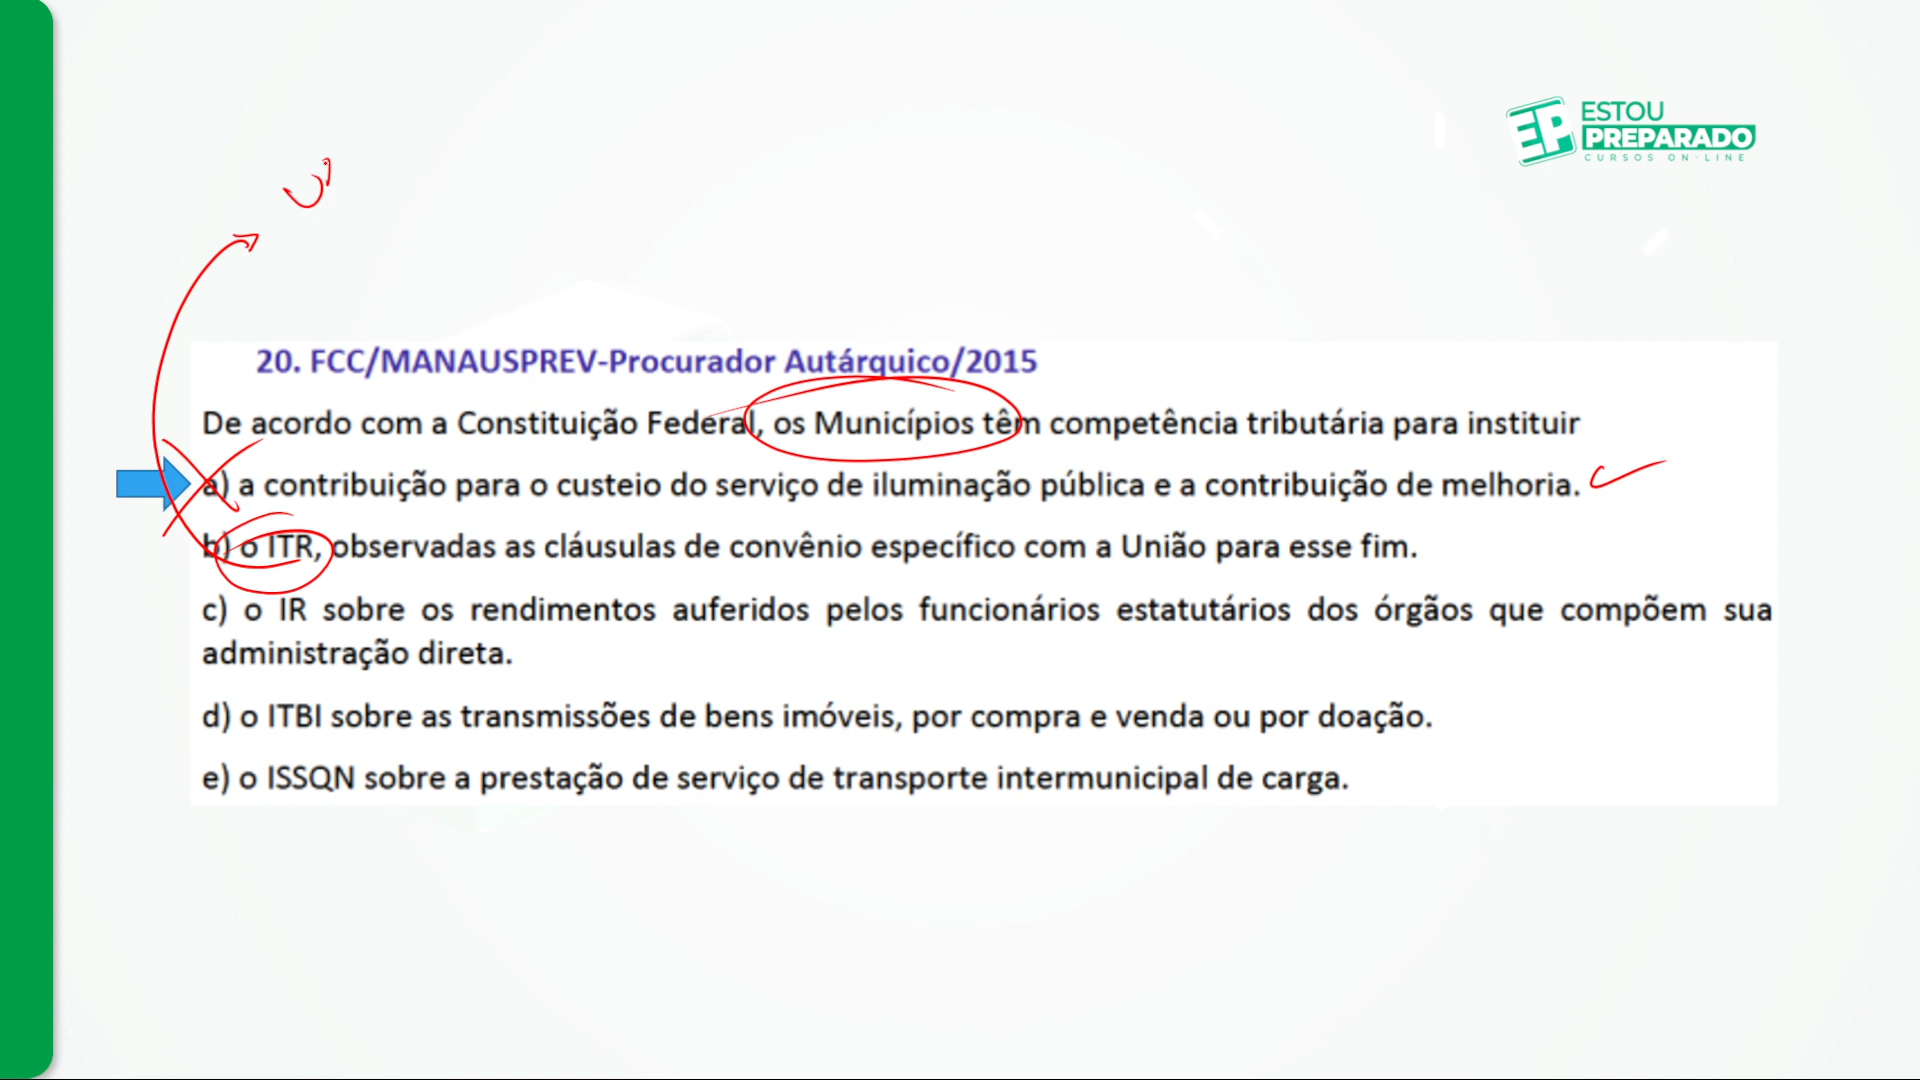 ESTOU
PREPARADO
CURSOS ON-LINE
20. FCC/MANAUSPREV-Procurador Autárquico/2015
De acordo com a Constituição Federal, os Municípios têm competência tributária para instituir
a) a contribuição para o custeio do serviço de iluminação pública e a contribuição de melhoria.
b) o ITR, observadas as cláusulas de convênio específico com a União para esse fim.
c) o IR sobre os rendimentos auferidos pelos funcionários estatutários dos órgãos que compõem sua
administração direta.
d) o ITBI sobre as transmissões de bens imóveis, por compra e venda ou por doação.
e) o ISSQN sobre a prestação de serviço de transporte intermunicipal de carga.